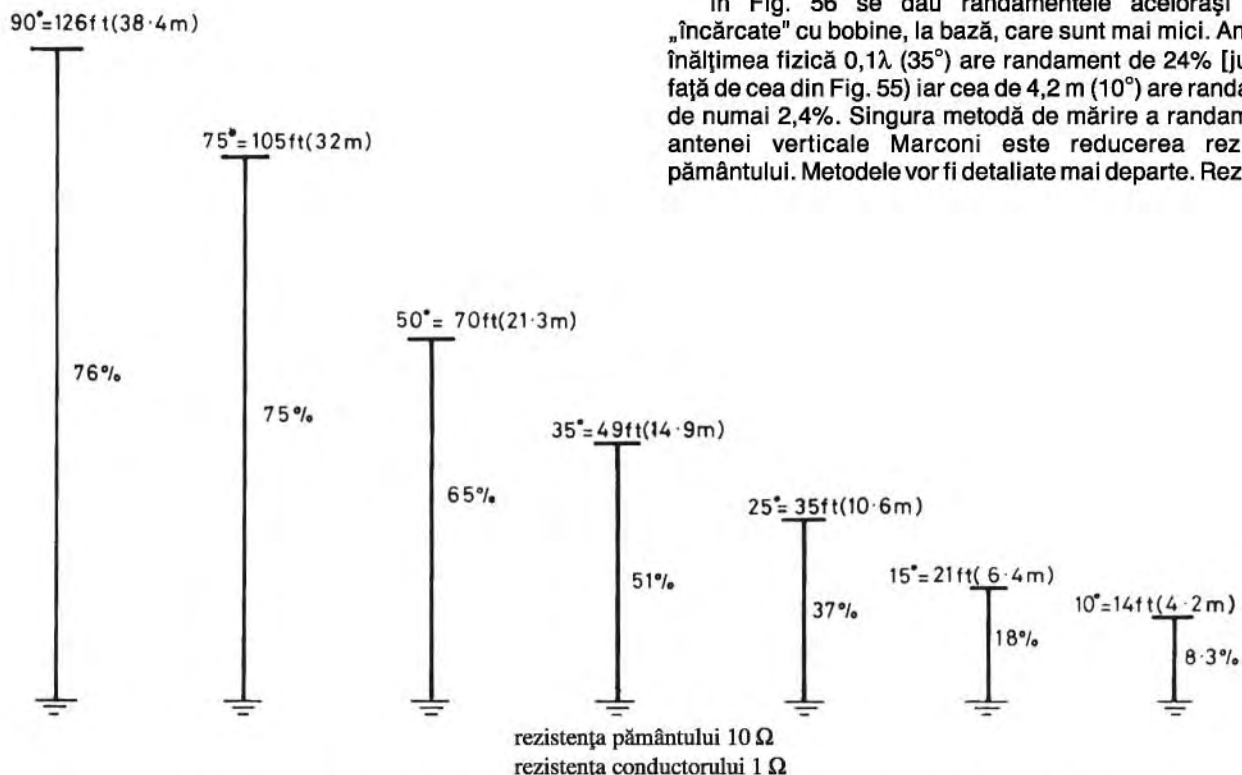 În Fig. 56 se dau randamentele aceloraşi
„încărcate" cu bobine, la bază, care sunt mai mici. An
înălţimea fizică 0,1λ (35°) are randament de 24% [ju
faţă de cea din Fig. 55) iar cea de 4,2 m (10°) are randa
de numai 2,4%. Singura metodă de mărire a randam
antenei verticale Marconi este reducerea rez
pământului. Metodele vor fi detaliate mai departe. Rez
90°=126ft(38·4m)
76%
75°=105ft(32m)
75%
50°= 70ft(21·3m)
65%
35°=49ft(14·9m)
51%
25°= 35ft(10·6m)
37%
15°=21ft( 6·4m)
18%
10°=14ft(4·2m)
8·3%
rezistenţa pământului 10 Ω
rezistenţa conductorului 1 Ω